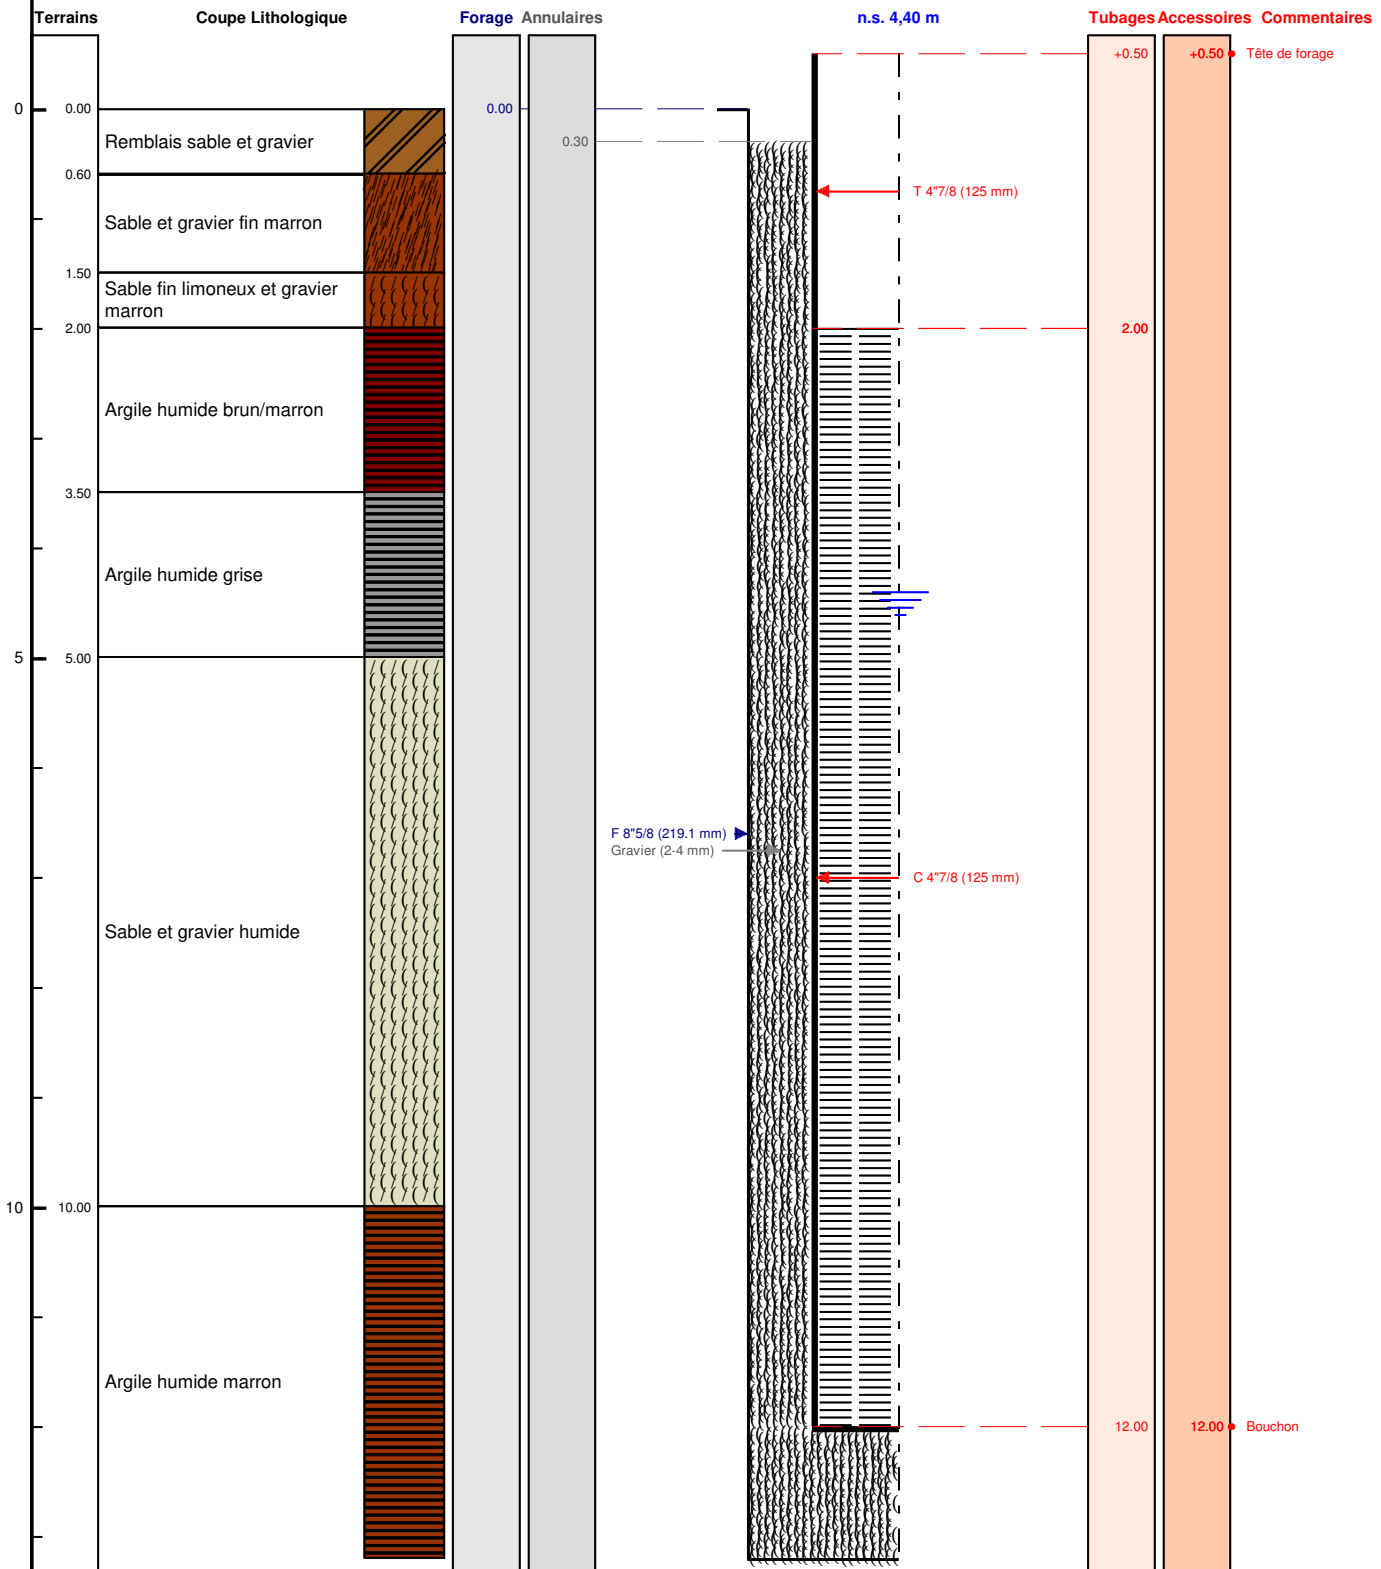 Terrains Coupe Lithologique Forage Annulaires n.s. 4,40 m Tubages Accessoires Commentaires
+0.50 +0.50 Tête de forage
0 0.00 0.00
Remblais sable et gravier 0.30
0.60
T 4"7/8 (125 mm)
Sable et gravier fin marron
1.50
Sable fin limoneux et gravier
marron
2.00 2.00
Argile humide brun/marron
3.50
Argile humide grise
5 5.00
F 8"5/8 (219.1 mm)
Gravier (2-4 mm)
C 4"7/8 (125 mm)
Sable et gravier humide
10 10.00
Argile humide marron
12.00 12.00 Bouchon